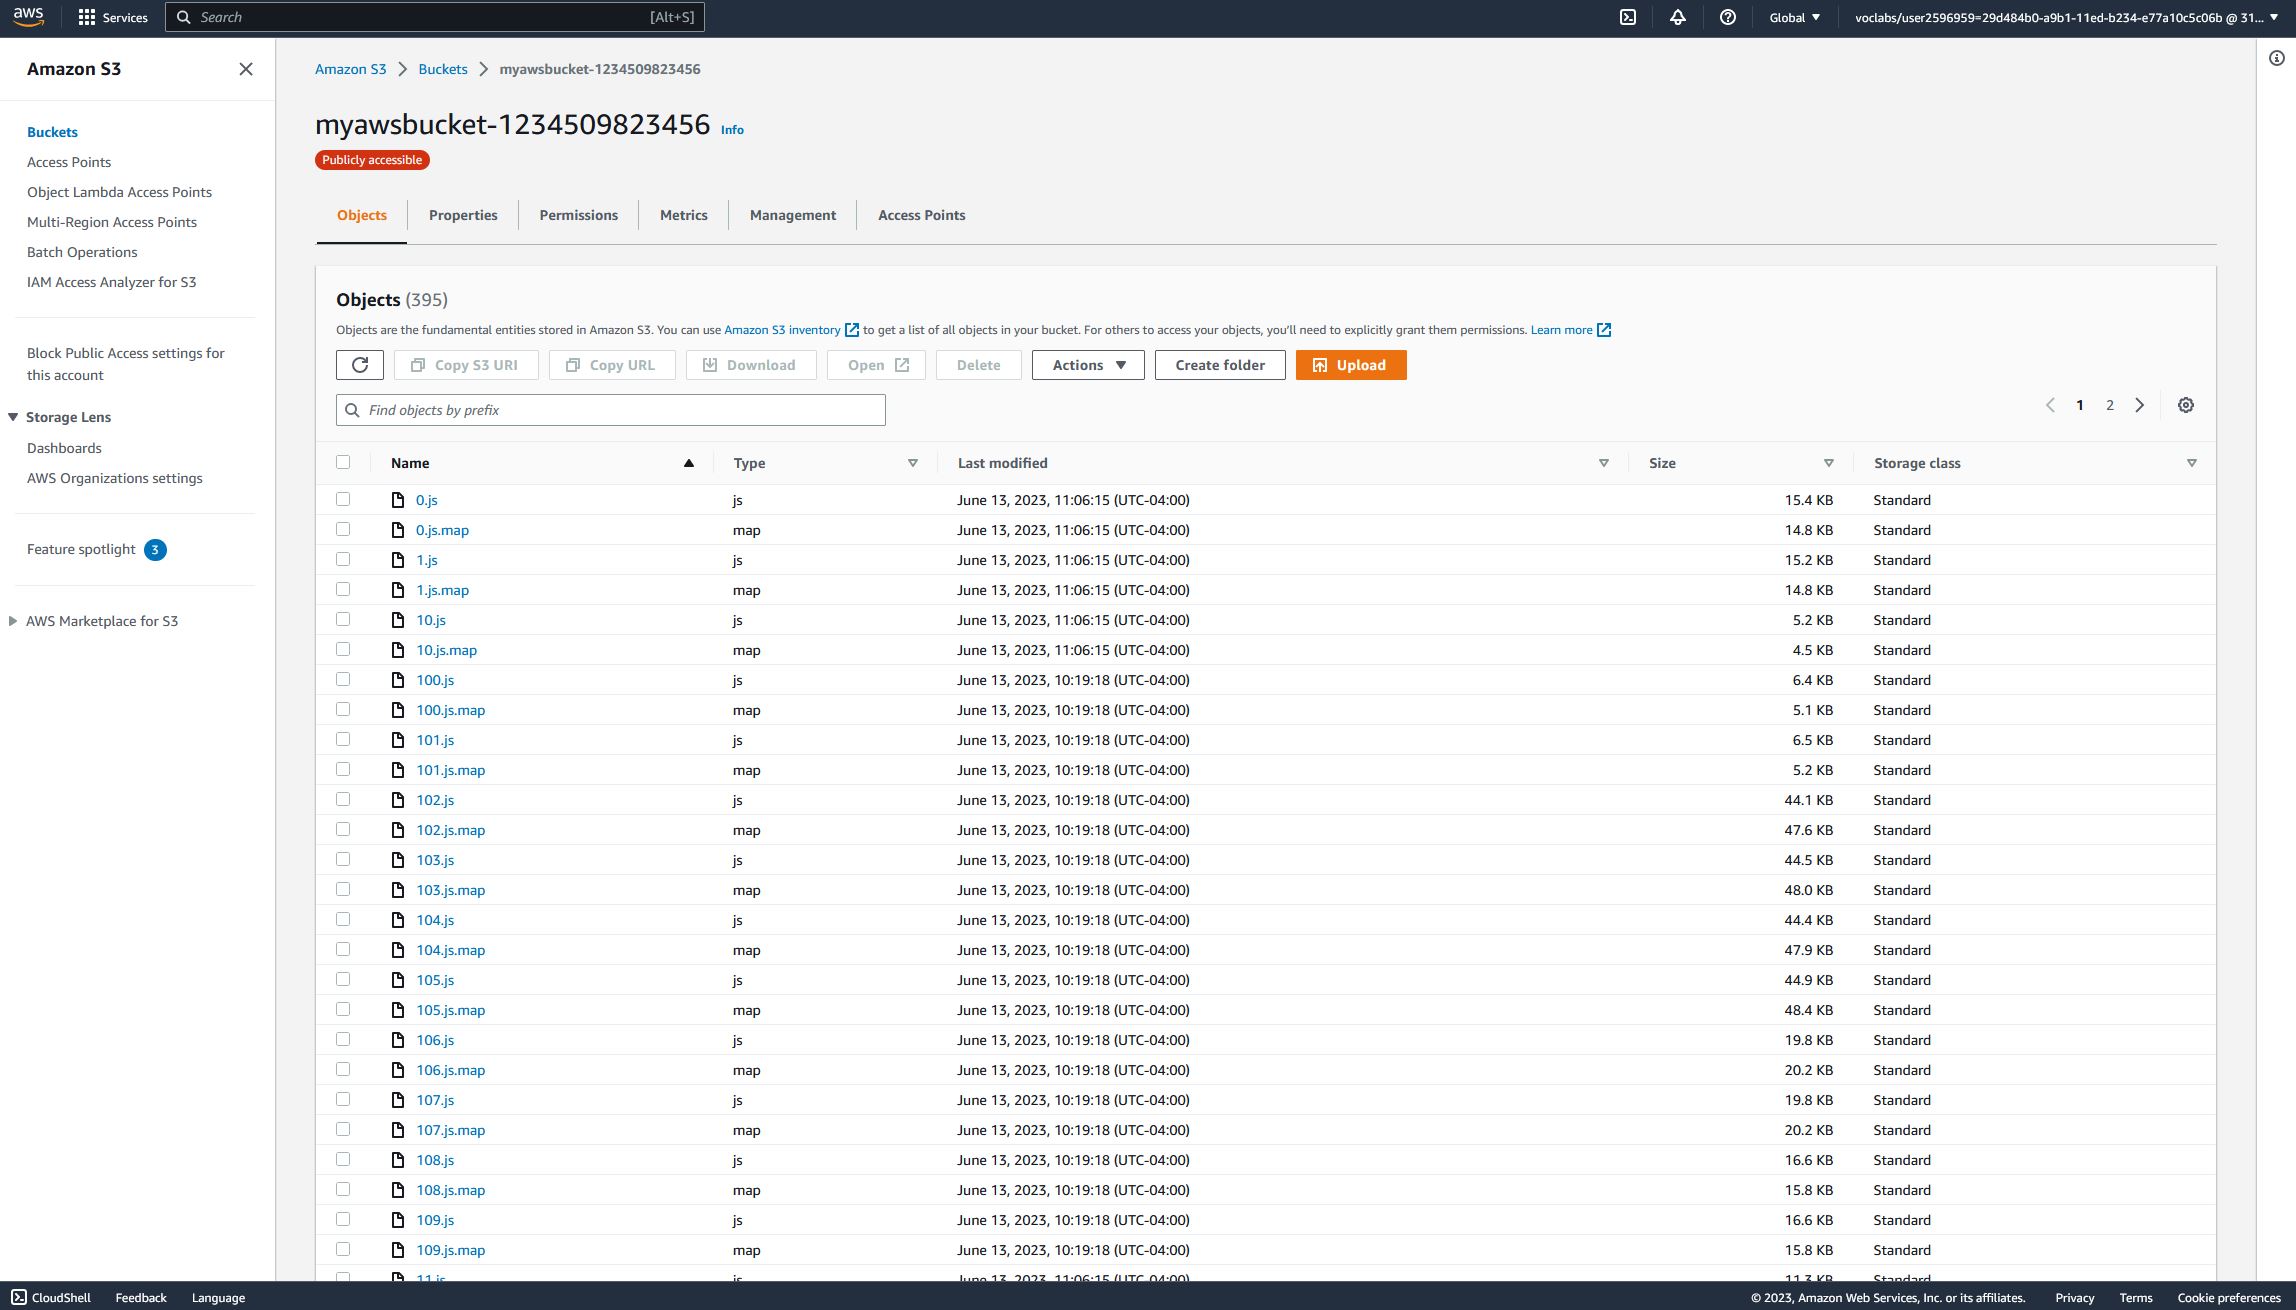 aws Services Search [Alt+S] Global voclabs/user2596959=29d484b0-a9b1-11ed-b234-e77a10c5c06b @ 31...
Amazon S3
Buckets
Access Points
Object Lambda Access Points
Multi-Region Access Points
Batch Operations
IAM Access Analyzer for S3
Block Public Access settings for
this account
Storage Lens
Dashboards
AWS Organizations settings
Feature spotlight 3
AWS Marketplace for S3
Amazon S3 Buckets myawsbucket-1234509823456
myawsbucket-1234509823456 Info
Publicly accessible
Objects Properties Permissions Metrics Management Access Points
Objects (395)
Objects are the fundamental entities stored in Amazon S3. You can use Amazon S3 inventory to get a list of all objects in your bucket. For others to access your objects, you'll need to explicitly grant them permissions. Learn more
Copy S3 URI Copy URL Download Open Delete Actions Create folder Upload
Find objects by prefix 1 2
Name Type Last modified Size Storage class
0.js js June 13, 2023, 11:06:15 (UTC-04:00) 15.4 KB Standard
0.js.map map June 13, 2023, 11:06:15 (UTC-04:00) 14.8 KB Standard
1.js js June 13, 2023, 11:06:15 (UTC-04:00) 15.2 KB Standard
1.js.map map June 13, 2023, 11:06:15 (UTC-04:00) 14.8 KB Standard
10.js js June 13, 2023, 11:06:15 (UTC-04:00) 5.2 KB Standard
10.js.map map June 13, 2023, 11:06:15 (UTC-04:00) 4.5 KB Standard
100.js js June 13, 2023, 10:19:18 (UTC-04:00) 6.4 KB Standard
100.js.map map June 13, 2023, 10:19:18 (UTC-04:00) 5.1 KB Standard
101.js js June 13, 2023, 10:19:18 (UTC-04:00) 6.5 KB Standard
101.js.map map June 13, 2023, 10:19:18 (UTC-04:00) 5.2 KB Standard
102.js js June 13, 2023, 10:19:18 (UTC-04:00) 44.1 KB Standard
102.js.map map June 13, 2023, 10:19:18 (UTC-04:00) 47.6 KB Standard
103.js js June 13, 2023, 10:19:18 (UTC-04:00) 44.5 KB Standard
103.js.map map June 13, 2023, 10:19:18 (UTC-04:00) 48.0 KB Standard
104.js js June 13, 2023, 10:19:18 (UTC-04:00) 44.4 KB Standard
104.js.map map June 13, 2023, 10:19:18 (UTC-04:00) 47.9 KB Standard
105.js js June 13, 2023, 10:19:18 (UTC-04:00) 44.9 KB Standard
105.js.map map June 13, 2023, 10:19:18 (UTC-04:00) 48.4 KB Standard
106.js js June 13, 2023, 10:19:18 (UTC-04:00) 19.8 KB Standard
106.js.map map June 13, 2023, 10:19:18 (UTC-04:00) 20.2 KB Standard
107.js js June 13, 2023, 10:19:18 (UTC-04:00) 19.8 KB Standard
107.js.map map June 13, 2023, 10:19:18 (UTC-04:00) 20.2 KB Standard
108.js js June 13, 2023, 10:19:18 (UTC-04:00) 16.6 KB Standard
108.js.map map June 13, 2023, 10:19:18 (UTC-04:00) 15.8 KB Standard
109.js js June 13, 2023, 10:19:18 (UTC-04:00) 16.6 KB Standard
109.js.map map June 13, 2023, 10:19:18 (UTC-04:00) 15.8 KB Standard
11.js js June 13, 2023, 11:06:15 (UTC-04:00) 11.3 KB Standard
CloudShell Feedback Language © 2023, Amazon Web Services, Inc. or its affiliates. Privacy Terms Cookie preferences